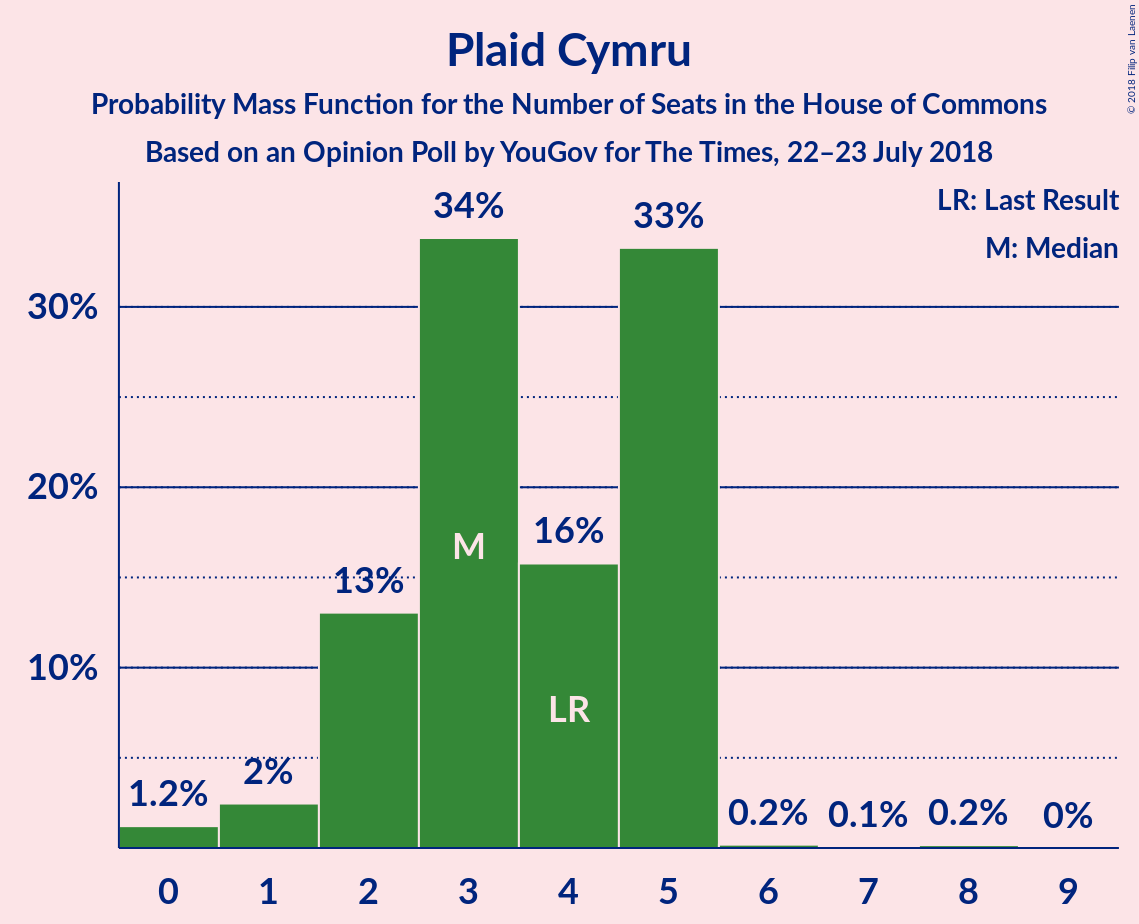 Plaid Cymru
Probability Mass Function for the Number of Seats in the House of Commons
Based on an Opinion Poll by YouGov for The Times, 22–23 July 2018
© 2018 Filip van Laenen
LR: Last Result
M: Median
34%
33%
30%
20%
16%
M
13%
10%
LR
1.2%
2%
0.2%
0.1%
0.2%
0%
0 1 2 3 4 5 6 7 8 9